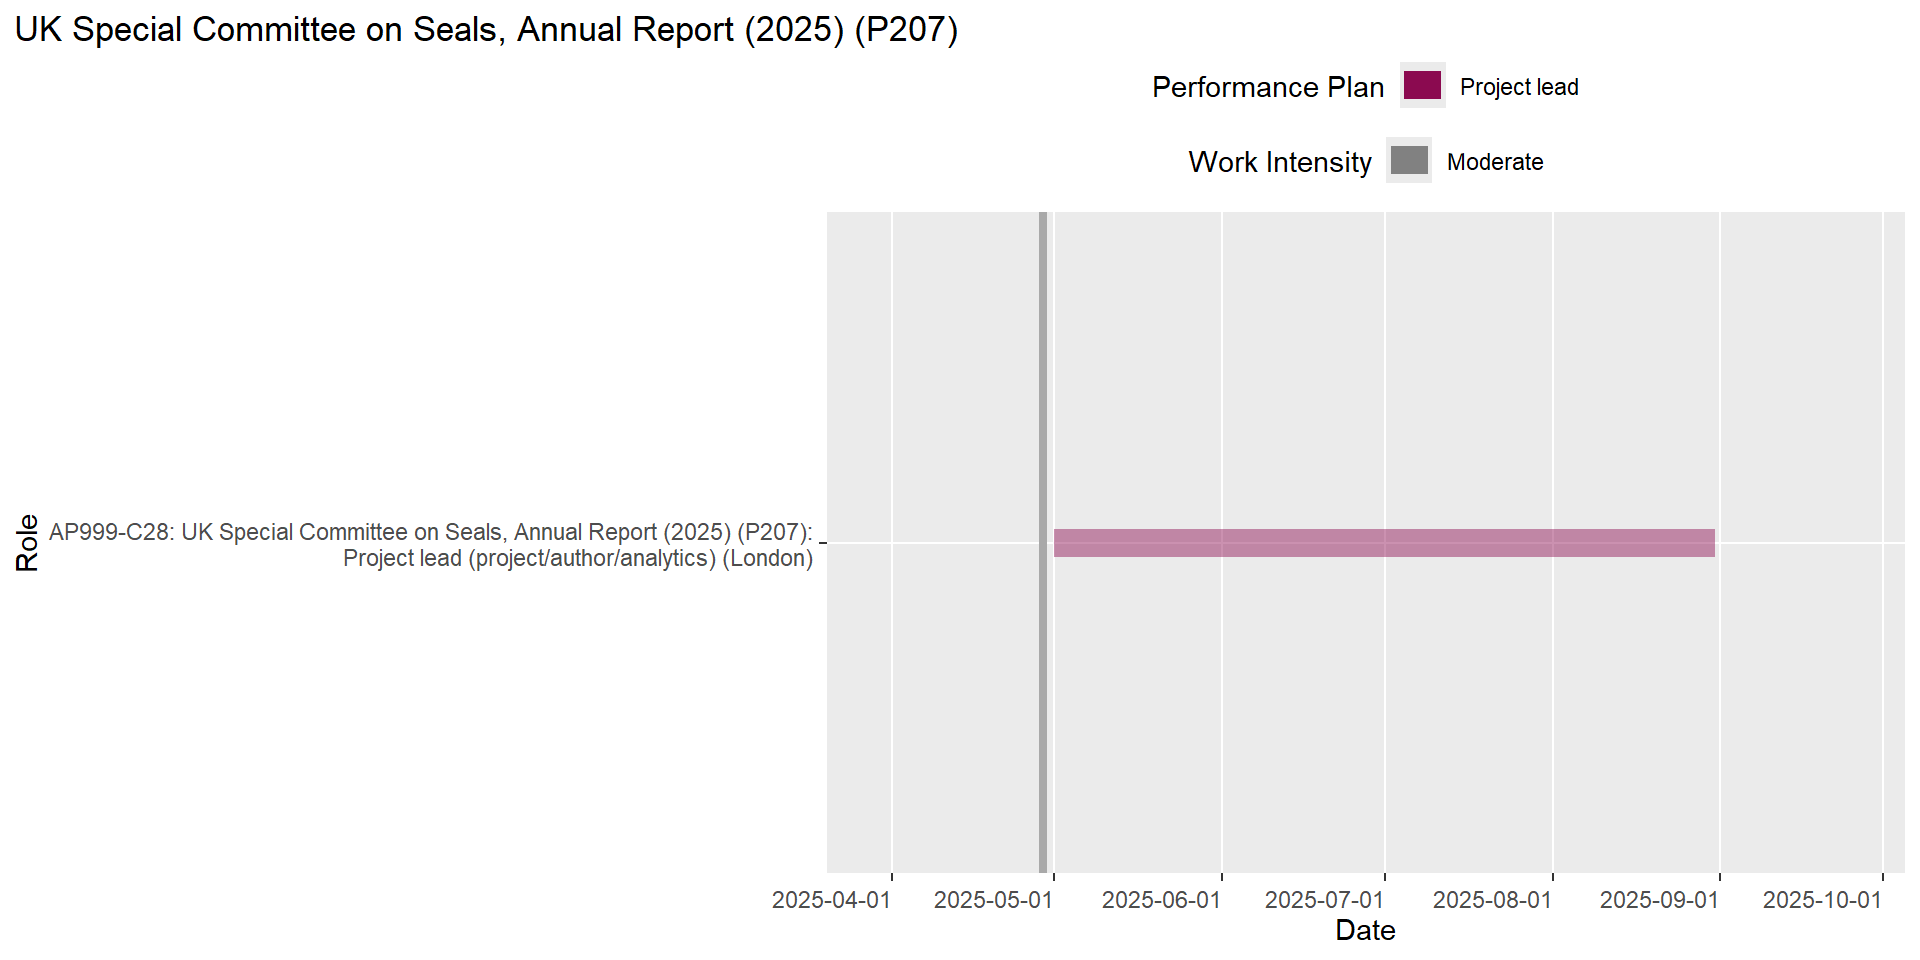 UK Special Committee on Seals, Annual Report (2025) (P207)
Performance Plan
Project lead
Work Intensity
Moderate
Role
AP999-C28: UK Special Committee on Seals, Annual Report (2025) (P207):
Project lead (project/author/analytics) (London)
2025-04-01
2025-05-01
2025-06-01
2025-07-01
2025-08-01
2025-09-01
2025-10-01
Date